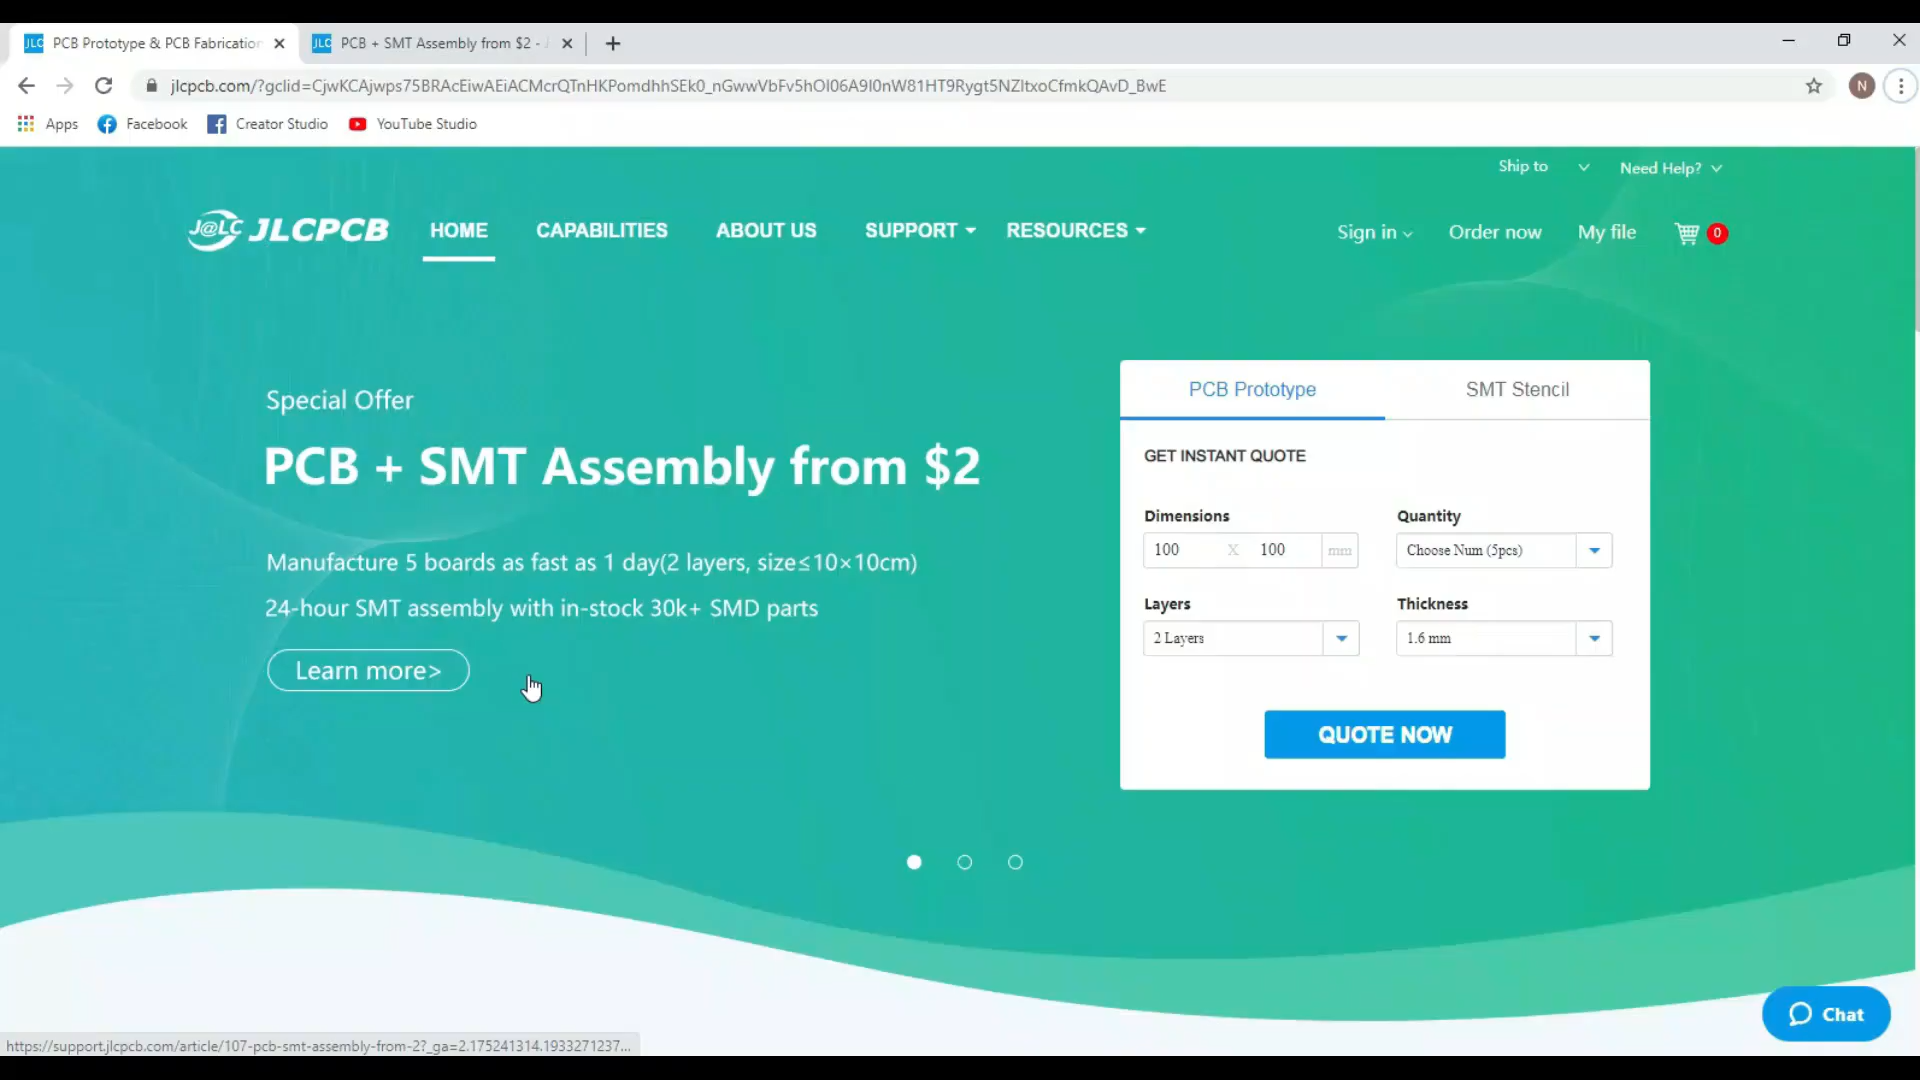 PCB Prototype & PCB Fabrication
PCB + SMT Assembly from $2 -
jlcpcb.com/?gclid=CjwKCAjwps75BRAcEiwAEiACMcrQTnHKPomdhhSEk0_nGwwVbFv5hOI06A9I0nW81HT9Rygt5NZItxoCfmkQAvD_BwE
N
Apps
Facebook
Creator Studio
YouTube Studio
Ship to
Need Help?
J@LC JLCPCB
HOME
CAPABILITIES
ABOUT US
SUPPORT
RESOURCES
Sign in
Order now
My file
0
Special Offer
PCB + SMT Assembly from $2
Manufacture 5 boards as fast as 1 day(2 layers, size≤10×10cm)
24-hour SMT assembly with in-stock 30k+ SMD parts
Learn more>
PCB Prototype
SMT Stencil
GET INSTANT QUOTE
Dimensions
Quantity
100 X 100 mm
Choose Num (5pcs)
Layers
Thickness
2 Layers
1.6 mm
QUOTE NOW
Chat
https://support.jlcpcb.com/article/107-pcb-smt-assembly-from-2?_ga=2.175241314.1933271237...